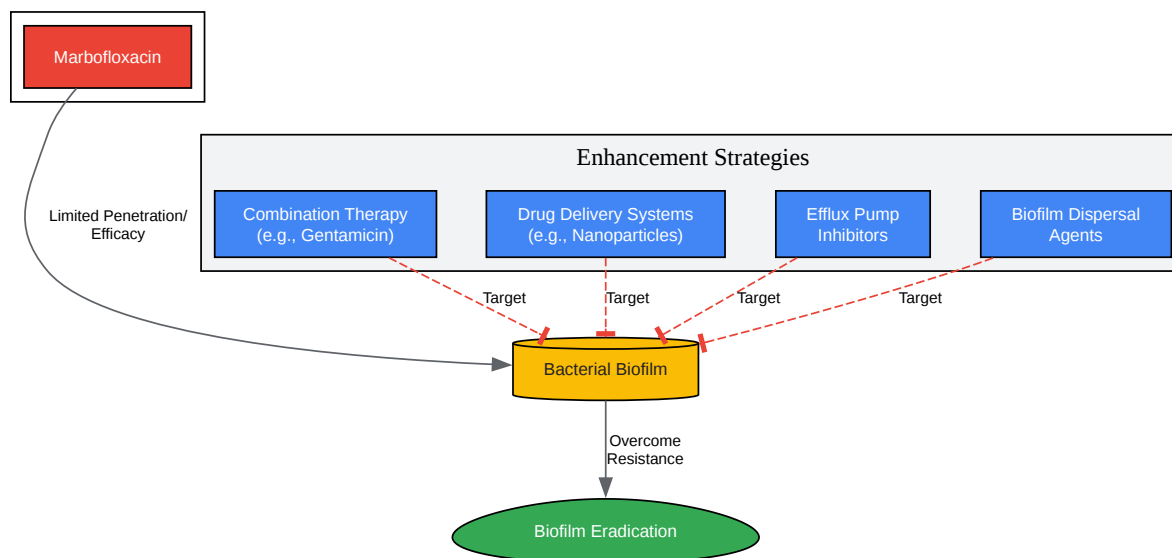 Marbofloxacin
Enhancement Strategies
Combination Therapy
(e.g., Gentamicin)
Drug Delivery Systems
(e.g., Nanoparticles)
Efflux Pump
Inhibitors
Biofilm Dispersal
Agents
Limited Penetration/
Efficacy
Target
Target
Target
Target
Bacterial Biofilm
Overcome
Resistance
Biofilm Eradication